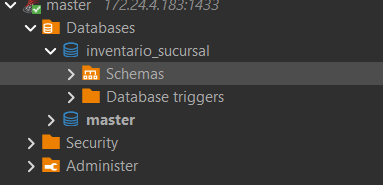 master 172.24.4.183:1433
Databases
inventario_sucursal
Schemas
Database triggers
master
Security
Administer